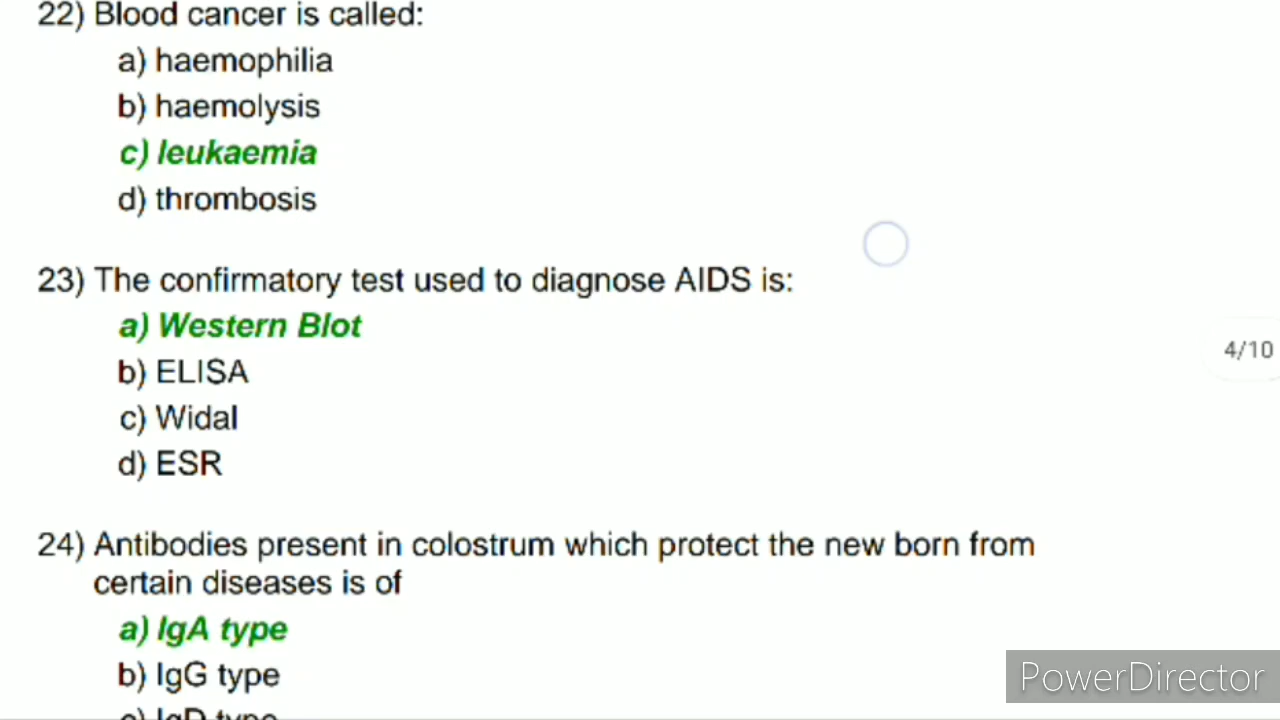 22) Blood cancer is called:
a) haemophilia
b) haemolysis
c) leukaemia
d) thrombosis
23) The confirmatory test used to diagnose AIDS is:
a) Western Blot
b) ELISA
c) Widal
d) ESR
4/10
24) Antibodies present in colostrum which protect the new born from
certain diseases is of
a) IgA type
b) IgG type
c) IgD type
PowerDirector